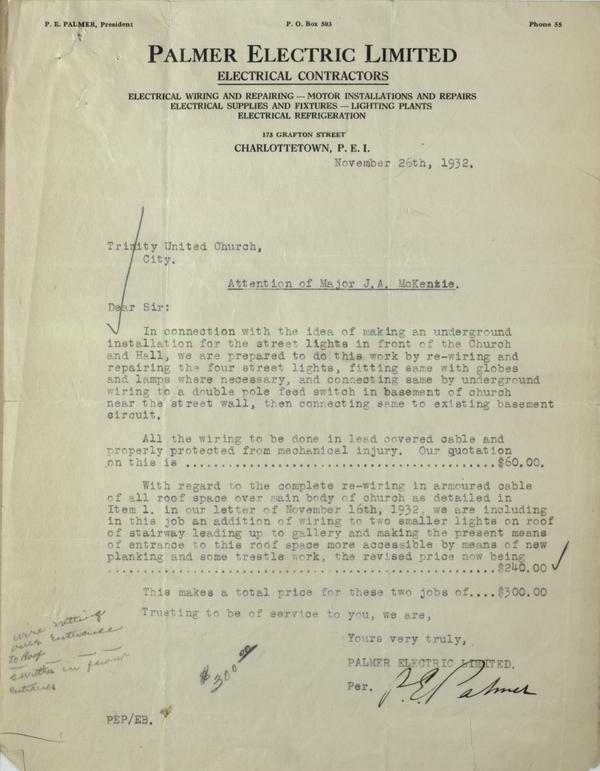 P. E. PALMER, President P. O. Box 503 Phone 55
PALMER ELECTRIC LIMITED
ELECTRICAL CONTRACTORS
ELECTRICAL WIRING AND REPAIRING — MOTOR INSTALLATIONS AND REPAIRS
ELECTRICAL SUPPLIES AND FIXTURES — LIGHTING PLANTS
ELECTRICAL REFRIGERATION
173 GRAFTON STREET
CHARLOTTETOWN, P. E. I.
November 26th, 1932.
Trinity United Church,
City.
Attention of Major J.A. McKenzie.
Dear Sir:
In connection with the idea of making an underground
installation for the street lights in front of the Church
and Hall, we are prepared to do this work by re-wiring and
repairing the four street lights, fitting same with globes
and lamps where necessary, and connecting same by underground
wiring to a double pole feed switch in basement of church
near the street wall, then connecting same to existing basement
circuit.
All the wiring to be done in lead covered cable and
properly protected from mechanical injury. Our quotation
on this is ..........................................$60.00.
With regard to the complete re-wiring in armoured cable
of all roof space over main body of church as detailed in
Item 1. in our letter of November 16th, 1932, we are including
in this job an addition of wiring to two smaller lights on roof
of stairway leading up to gallery and making the present means
of entrance to this roof space more accessible by means of new
planking and some trestle work, the revised price now being
.....................................................$240.00
This makes a total price for these two jobs of....$300.00
Trusting to be of service to you, we are,
Yours very truly,
PALMER ELECTRIC LIMITED.
Per. P.E. Palmer
wire netting
over Entrance
to Roof
switches in
entrance
$300.00
PEP/EB.